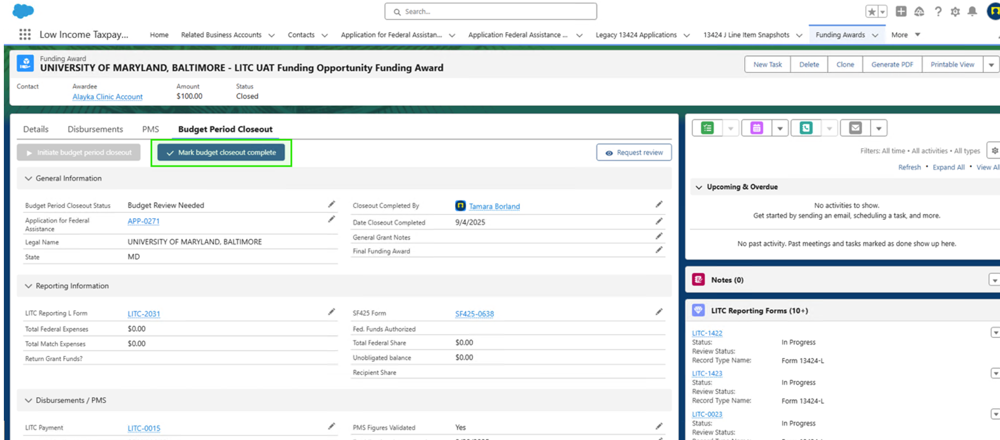 Search...
Low Income Taxpay...
Home
Related Business Accounts
Contacts
Application for Federal Assistan...
Application Federal Assistance ...
Legacy 13424 Applications
13424 J Line Item Snapshots
Funding Awards
More
Funding Award
UNIVERSITY OF MARYLAND, BALTIMORE - LITC UAT Funding Opportunity Funding Award
New Task
Delete
Clone
Generate PDF
Printable View
Contact
Awardee
Alayka Clinic Account
Amount
$100.00
Status
Closed
Details
Disbursements
PMS
Budget Period Closeout
Initiate budget period closeout
Mark budget closeout complete
Request review
General Information
Budget Period Closeout Status
Budget Review Needed
Application for Federal
Assistance
APP-0271
Legal Name
UNIVERSITY OF MARYLAND, BALTIMORE
State
MD
Closeout Completed By
Tamara Borland
Date Closeout Completed
9/4/2025
General Grant Notes
Final Funding Award
Reporting Information
LITC Reporting L Form
LITC-2031
Total Federal Expenses
$0.00
Total Match Expenses
$0.00
Return Grant Funds?
SF425 Form
SF425-0638
Fed. Funds Authorized
Total Federal Share
$0.00
Unobligated balance
$0.00
Recipient Share
Disbursements / PMS
LITC Payment
LITC-0015
PMS Figures Validated
Yes
Filters: All time • All activities • All types
Refresh • Expand All • View All
Upcoming & Overdue
No activities to show.
Get started by sending an email, scheduling a task, and more.
No past activity. Past meetings and tasks marked as done show up here.
Notes (0)
LITC Reporting Forms (10+)
LITC-1422
Status:
In Progress
Review Status:
Record Type Name:
Form 13424-L
LITC-1423
Status:
In Progress
Review Status:
Record Type Name:
Form 13424-L
LITC-0023
Status:
In Progress
Review Status: